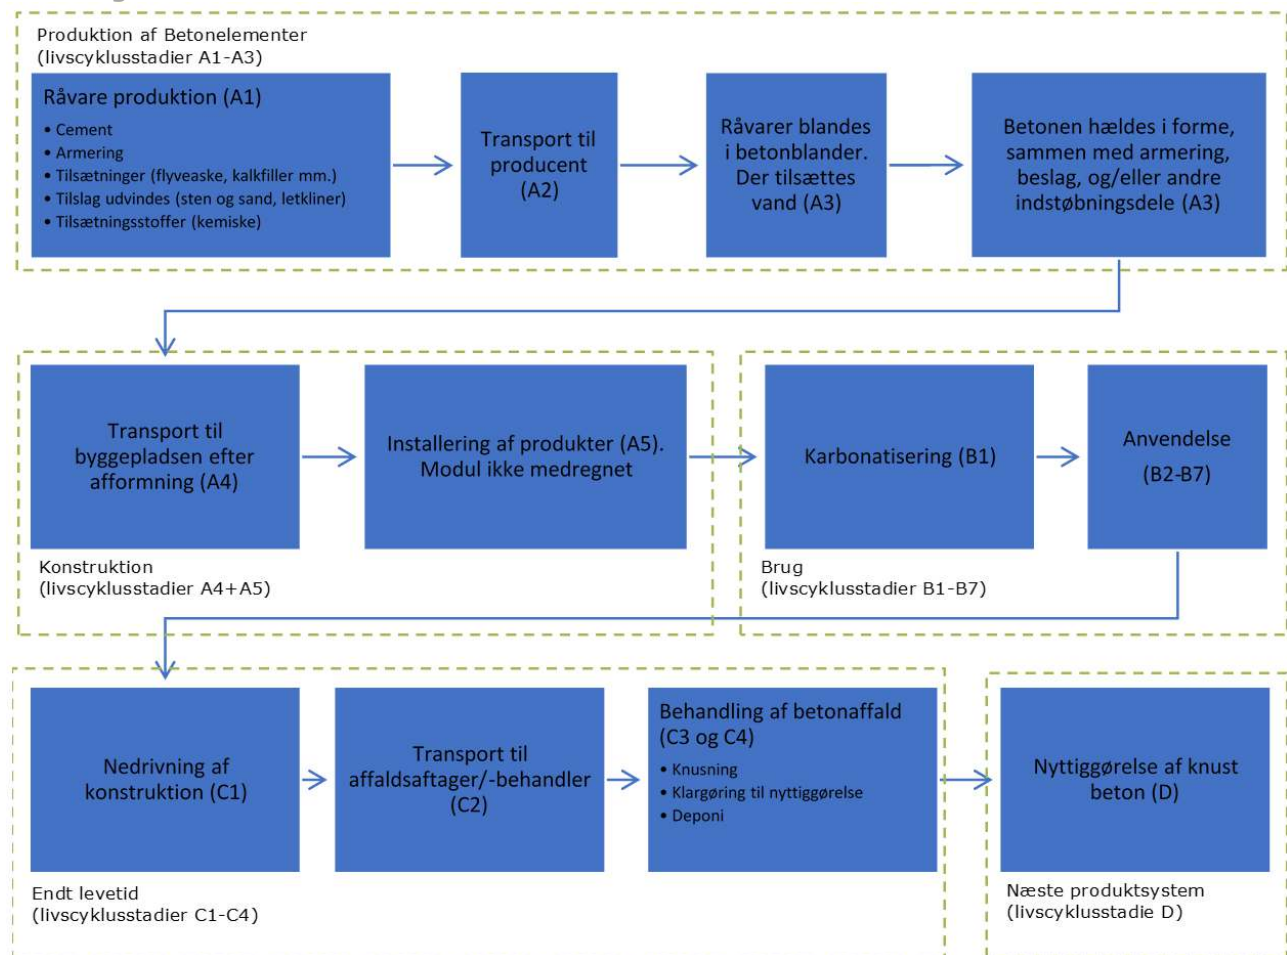 Produktion af Betonelementer
(livscyklusstadier A1-A3)
Råvare produktion (A1)
• Cement
• Armering
• Tilsætninger (flyveaske, kalkfiller mm.)
• Tilslag udvindes (sten og sand, letkliner)
• Tilsætningsstoffer (kemiske)
Transport til
producent
(A2)
Råvarer blandes
i betonblander.
Der tilsættes
vand (A3)
Betonen hældes i forme,
sammen med armering,
beslag, og/eller andre
indstøbningsdele (A3)
Transport til
byggepladsen efter
afformning (A4)
Installering af produkter (A5).
Modul ikke medregnet
Konstruktion
(livscyklusstadier A4+A5)
Karbonatisering (B1)
Anvendelse
(B2-B7)
Brug
(livscyklusstadier B1-B7)
Nedrivning af
konstruktion (C1)
Transport til
affaldsaftager/-behandler
(C2)
Behandling af betonaffald
(C3 og C4)
• Knusning
• Klargøring til nyttiggørelse
• Deponi
Endt levetid
(livscyklusstadier C1-C4)
Nyttiggørelse af knust
beton (D)
Næste produktsystem
(livscyklusstadie D)